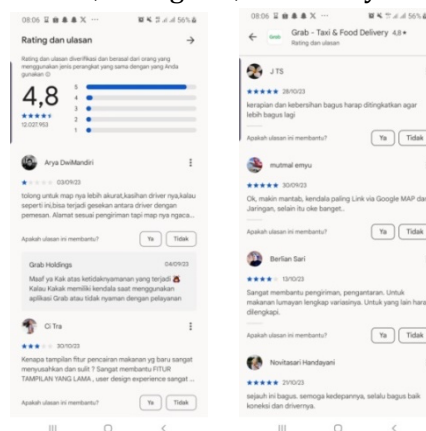 08:06
56%
Rating dan ulasan
Rating dan ulasan diverifikasi dan berasal dari orang yang
menggunakan jenis perangkat yang sama dengan yang Anda
gunakan
4,8
5
4
3
2
1
12.027.953
Arya DwiMandiri
03/09/23
tolong untuk map nya lebih akurat,kasihan driver nya,kalau
seperti ini,bisa terjadi gesekan antara driver dengan
pemesan. Alamat sesuai pengiriman tapi map nya ngaca...
Apakah ulasan ini membantu?
Ya
Tidak
Grab Holdings
04/09/23
Maaf ya Kak atas ketidaknyamanan yang terjadi
Kalau Kakak memiliki kendala saat menggunakan
aplikasi Grab atau tidak nyaman dengan pelayanan
Ci Tra
30/10/23
Kenapa tampilan fitur pencairan makanan yg baru sangat
menyusahkan dan sulit ? Sangat membantu FITUR
TAMPILAN YANG LAMA , user design experience sangat ...
Apakah ulasan ini membantu?
Ya
Tidak
08:06
56%
Grab - Taxi & Food Delivery 4,8
Rating dan ulasan
J TS
28/10/23
kerapian dan kebersihan bagus harap ditingkatkan agar
lebih bagus lagi
Apakah ulasan ini membantu?
Ya
Tidak
mutmal emyu
30/09/23
Ok, makin mantab, kendala paling Link via Google MAP dan
Jaringan, selain itu oke banget..
Apakah ulasan ini membantu?
Ya
Tidak
Berlian Sari
13/10/23
Sangat membantu pengiriman, pengantaran. Untuk
makanan lumayan lengkap variasinya. Untuk yang lain hara
dilengkapi.
Apakah ulasan ini membantu?
Ya
Tidak
Novitasari Handayani
21/10/23
sejauh ini bagus. semoga kedepannya, selalu bagus baik
koneksi dan drivernya.